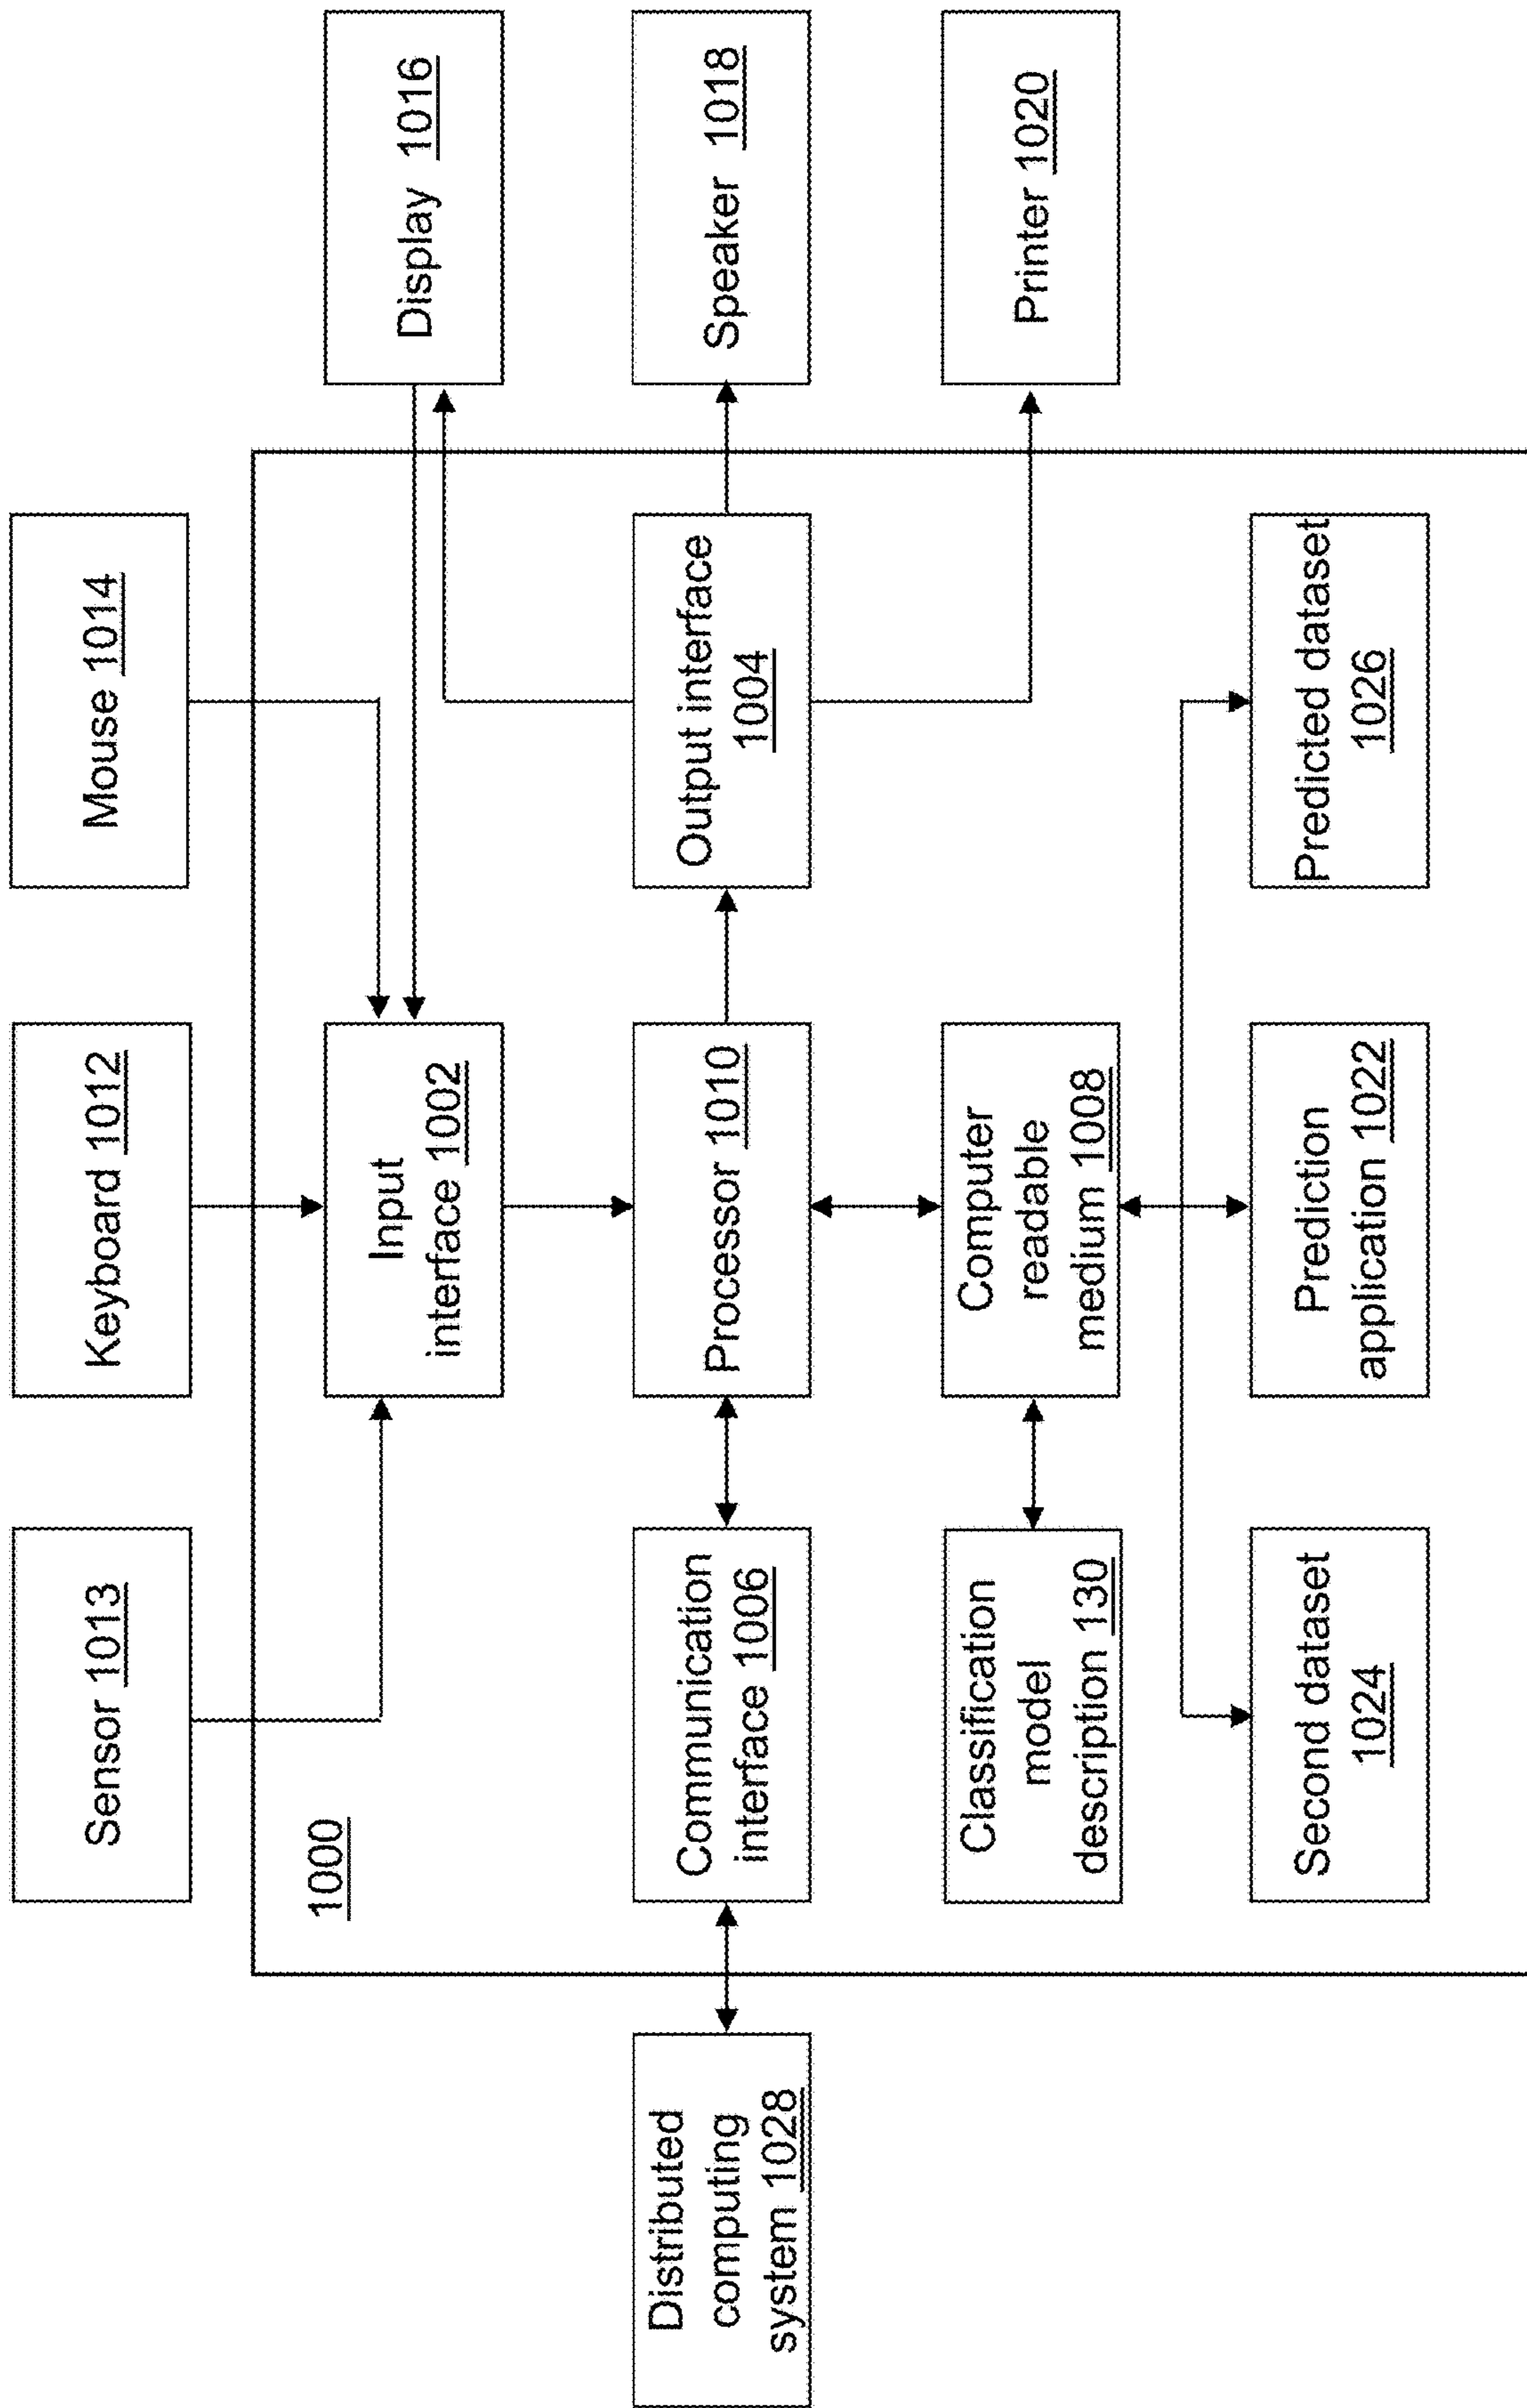 Sensor 1013
Keyboard 1012
Mouse 1014
1000
Input
interface 1002
Display 1016
Distributed
computing
system 1028
Communication
interface 1006
Processor 1010
Output interface
1004
Speaker 1018
Classification
model
description 130
Computer
readable
medium 1008
Printer 1020
Second dataset
1024
Prediction
application 1022
Predicted dataset
1026